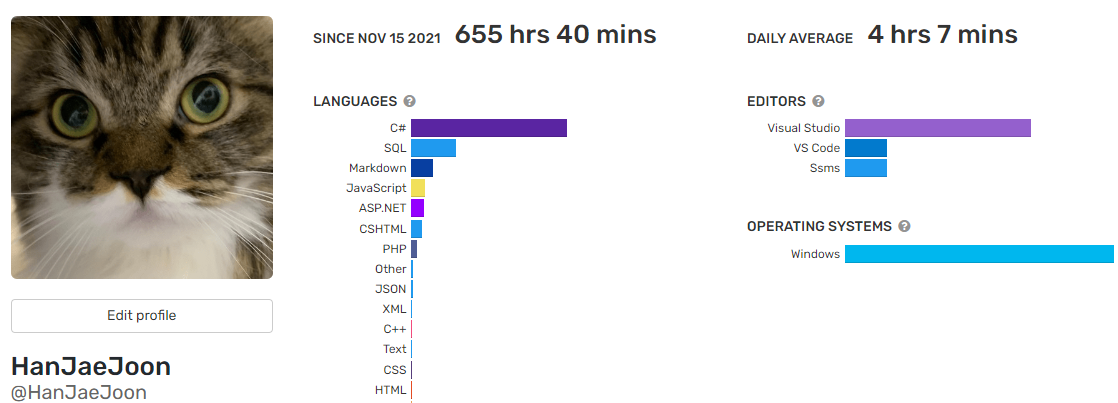 SINCE NOV 15 2021 655 hrs 40 mins
DAILY AVERAGE 4 hrs 7 mins
LANGUAGES ?
C#
SQL
Markdown
JavaScript
ASP.NET
CSHTML
PHP
Other
JSON
XML
C++
Text
CSS
HTML
EDITORS ?
Visual Studio
VS Code
Ssms
OPERATING SYSTEMS ?
Windows
Edit profile
HanJaeJoon
@HanJaeJoon